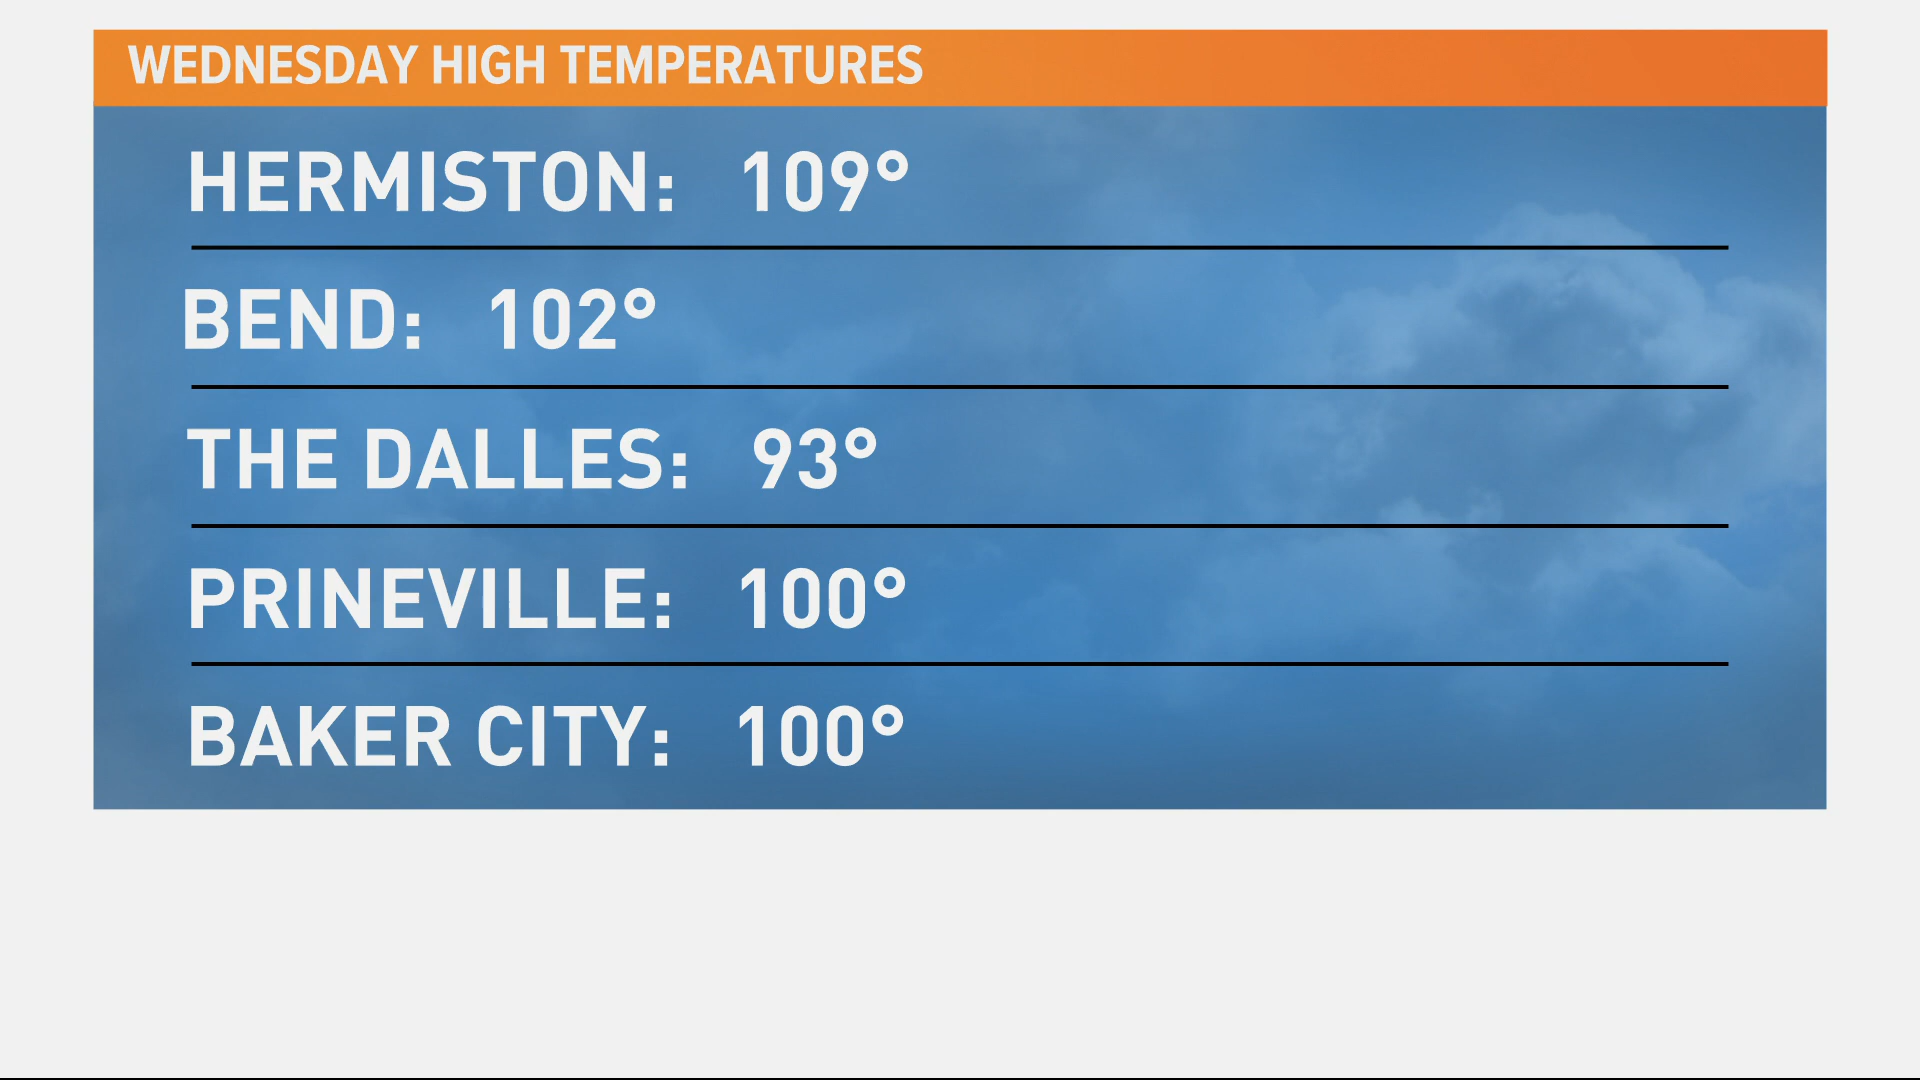 WEDNESDAY HIGH TEMPERATURES
HERMISTON: 109°
BEND: 102°
THE DALLES: 93°
PRINEVILLE: 100°
BAKER CITY: 100°